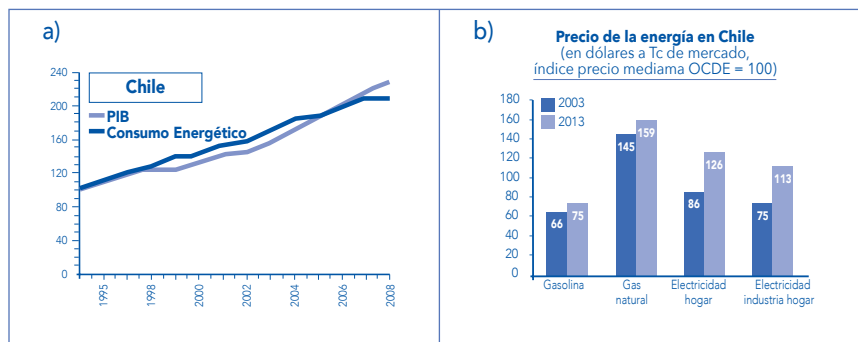 a)
Chile
PIB
Consumo Energético
240
200
160
120
80
40
0
1995
1998
2000
2002
2004
2006
2008
b)
Precio de la energía en Chile
(en dólares a Tc de mercado,
índice precio mediama OCDE = 100)
2003
2013
180
160
140
120
100
80
60
40
20
0
66
75
145
159
86
126
75
113
Gasolina
Gas
natural
Electricidad
hogar
Electricidad
industria hogar